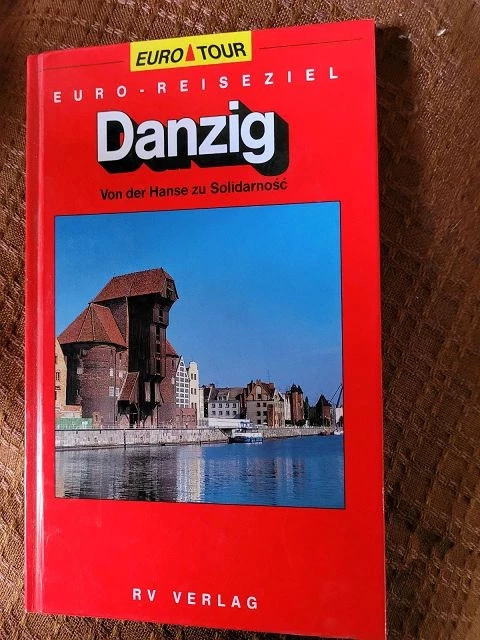 EURO TOUR
EURO-REISEZIEL
Danzig
Von der Hanse zu Solidarność
RV VERLAG